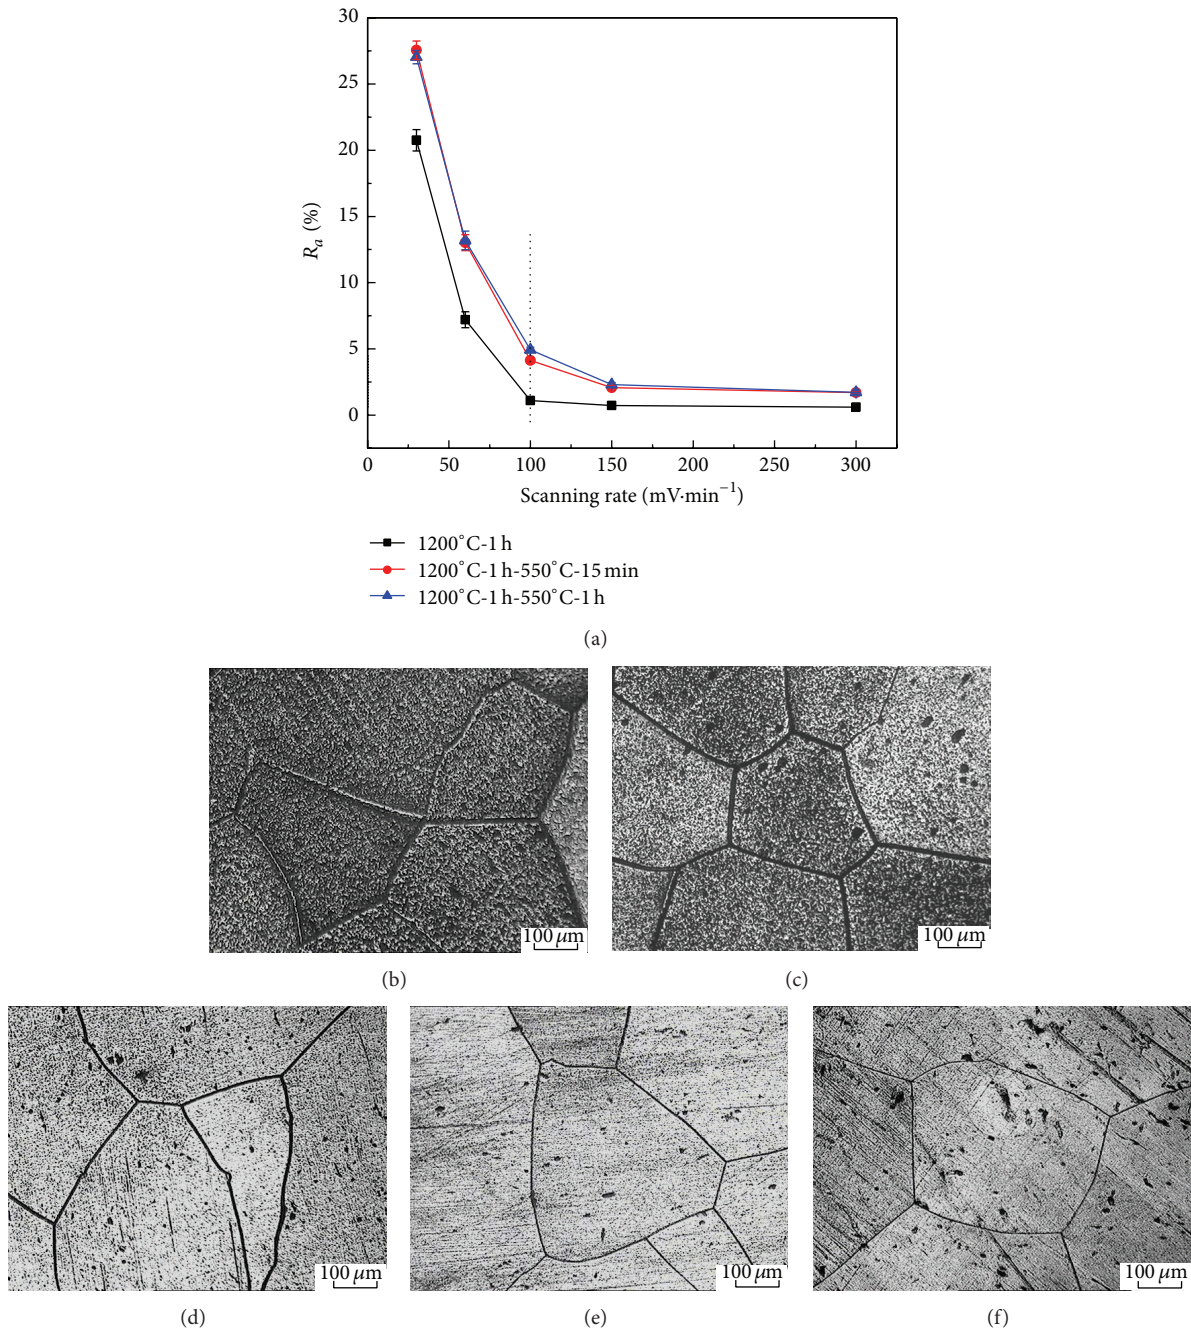 30
25
20
15
10
5
0
R_a (%)
0 50 100 150 200 250 300
Scanning rate (mV·min⁻¹)
1200°C-1 h
1200°C-1 h-550°C-15 min
1200°C-1 h-550°C-1 h
(a)
100 μm
100 μm
(b) (c)
100 μm
100 μm
100 μm
(d) (e) (f)